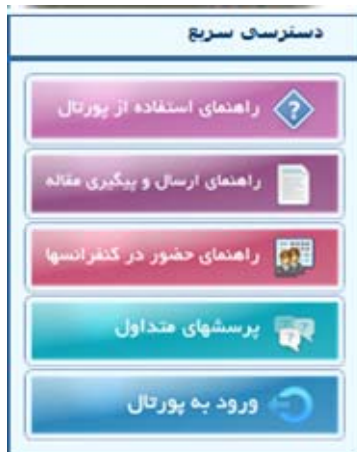 دسترسی سریع
راهنمای استفاده از پورتال
راهنمای ارسال و پیگیری مقاله
راهنمای حضور در کنفرانسها
پرسشهای متداول
ورود به پورتال